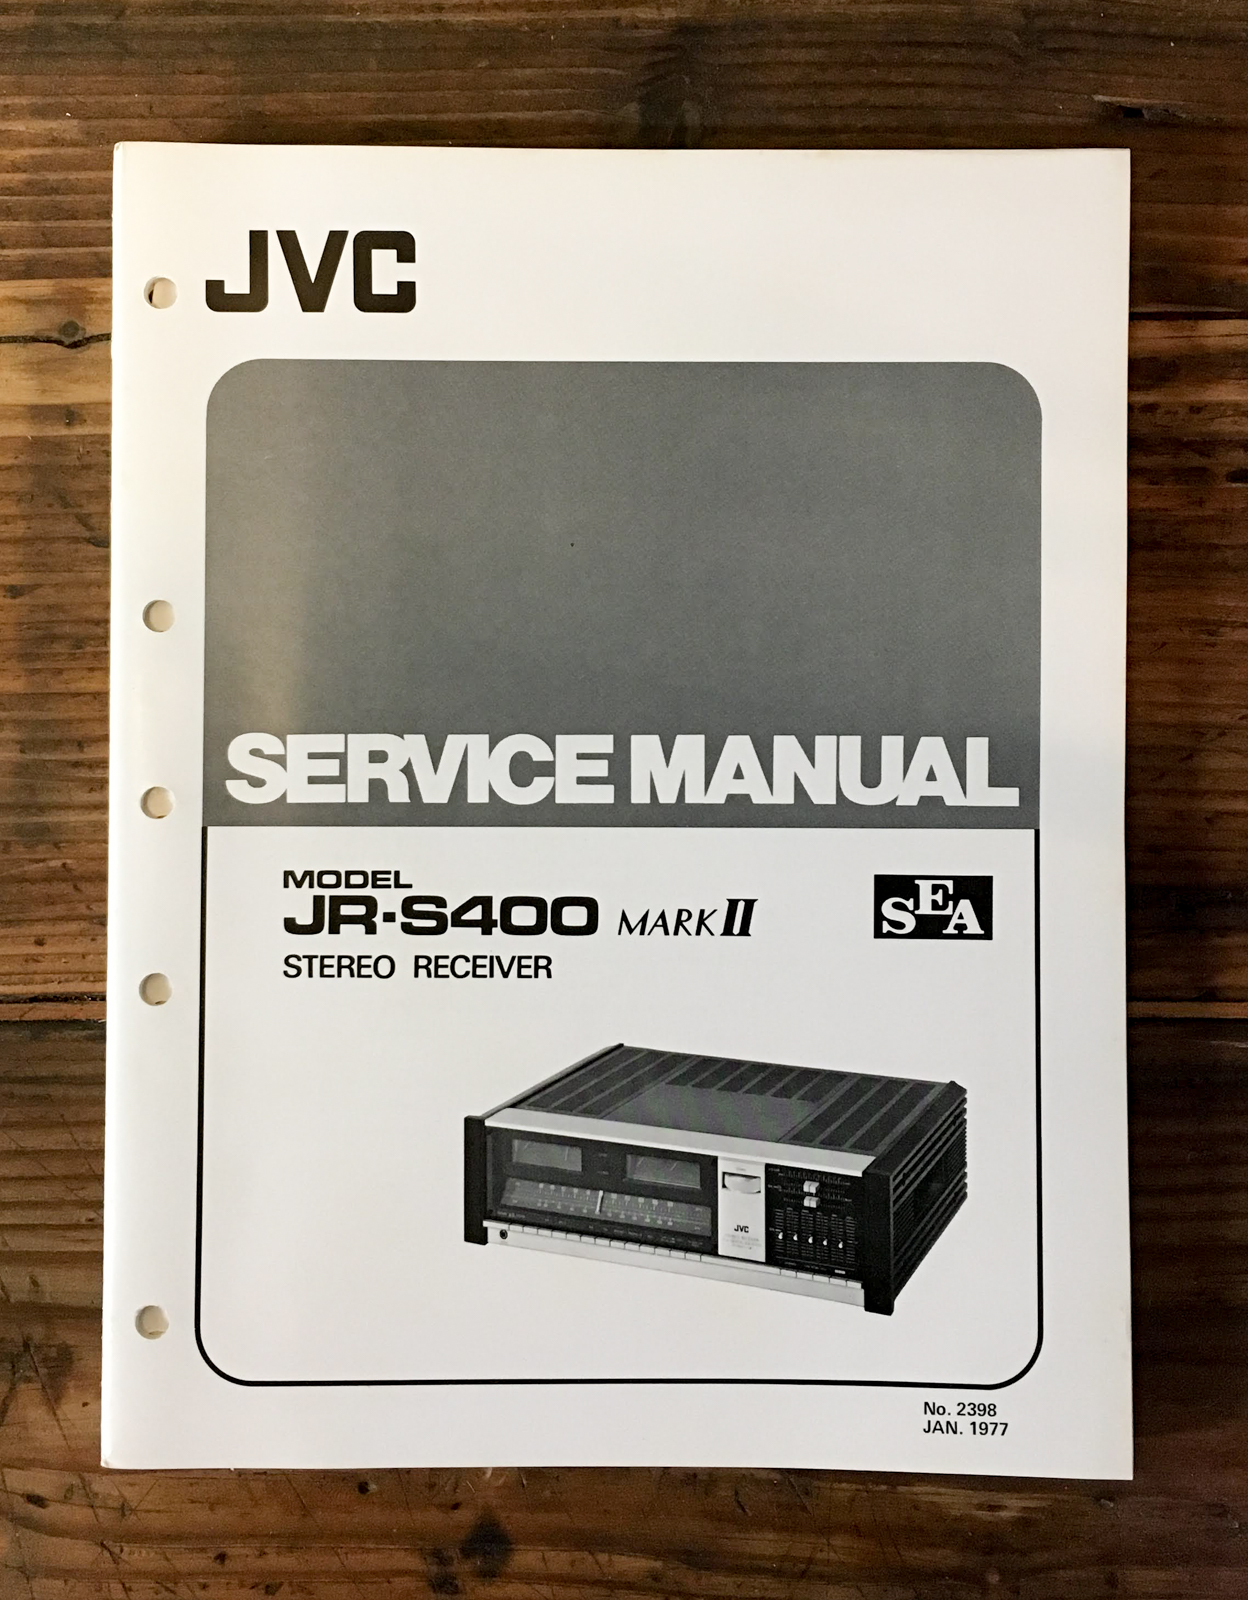 JVC
SERVICE MANUAL
MODEL
JR-S400 MARK II
SEA
STEREO RECEIVER
JVC
No. 2398
JAN. 1977